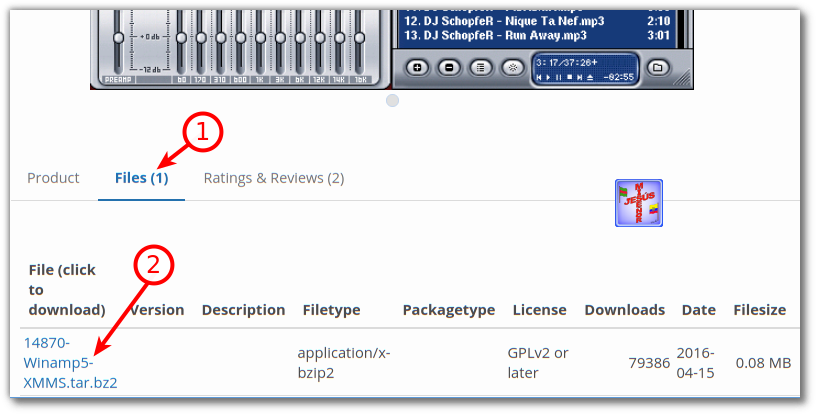 12. DJ SchopfeR - Nique Ta Nef.mp3 2:10
13. DJ SchopfeR - Run Away.mp3 3:01
+0 db
-12 db
PREAMP 60 170 310 600 1K 3K 6K 12K 14K 16K
3:17/37:26+
-02:55
1
Product Files (1) Ratings & Reviews (2)
JESÚS
2
File (click
to
download) Version Description Filetype Packagetype License Downloads Date Filesize
14870-
Winamp5-
XMMS.tar.bz2
application/x-
bzip2
GPLv2 or
later
79386
2016-
04-15
0.08 MB